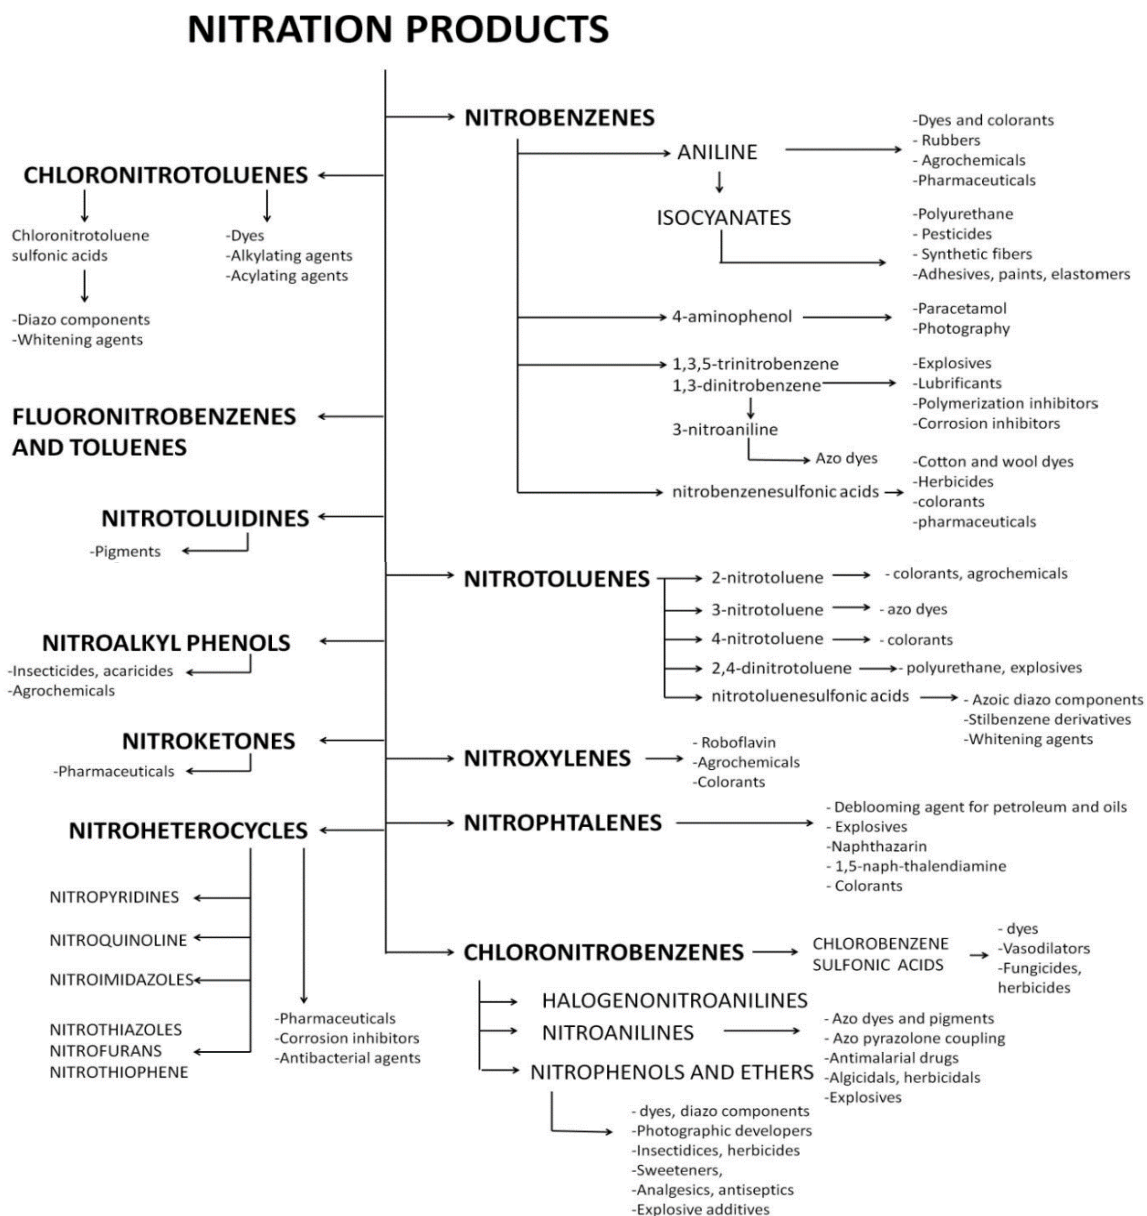 NITRATION PRODUCTS
CHLORONITROTOLUENES
Chloronitrotoluene
sulfonic acids
-Dyes
-Alkylating agents
-Acylating agents
-Diazo components
-Whitening agents
FLUORONITROBENZENES
AND TOLUENES
NITROTOLUIDINES
-Pigments
NITROALKYL PHENOLS
-Insecticides, acaricides
-Agrochemicals
NITROKETONES
-Pharmaceuticals
NITROHETEROCYCLES
NITROPYRIDINES
NITROQUINOLINE
NITROIMIDAZOLES
NITROTHIAZOLES
NITROFURANS
NITROTHIOPHENE
-Pharmaceuticals
-Corrosion inhibitors
-Antibacterial agents
NITROBENZENES
ANILINE
-Dyes and colorants
- Rubbers
- Agrochemicals
-Pharmaceuticals
ISOCYANATES
-Polyurethane
- Pesticides
- Synthetic fibers
-Adhesives, paints, elastomers
4-aminophenol
-Paracetamol
-Photography
1,3,5-trinitrobenzene
1,3-dinitrobenzene
-Explosives
-Lubrificants
-Polymerization inhibitors
-Corrosion inhibitors
3-nitroaniline
Azo dyes
nitrobenzenesulfonic acids
-Cotton and wool dyes
-Herbicides
-colorants
-pharmaceuticals
NITROTOLUENES
2-nitrotoluene
- colorants, agrochemicals
3-nitrotoluene
- azo dyes
4-nitrotoluene
- colorants
2,4-dinitrotoluene
- polyurethane, explosives
nitrotoluenesulfonic acids
- Azoic diazo components
-Stilbenzene derivatives
-Whitening agents
NITROXYLENES
- Roboflavin
-Agrochemicals
-Colorants
NITROPHTALENES
- Deblooming agent for petroleum and oils
- Explosives
-Naphthazarin
- 1,5-naph-thalendiamine
- Colorants
CHLORONITROBENZENES
CHLOROBENZENE
SULFONIC ACIDS
- dyes
-Vasodilators
-Fungicides,
herbicides
HALOGENONITROANILINES
NITROANILINES
- Azo dyes and pigments
- Azo pyrazolone coupling
-Antimalarial drugs
-Algicidals, herbicidals
-Explosives
NITROPHENOLS AND ETHERS
- dyes, diazo components
-Photographic developers
-Insectidices, herbicides
-Sweeteners,
-Analgesics, antiseptics
-Explosive additives